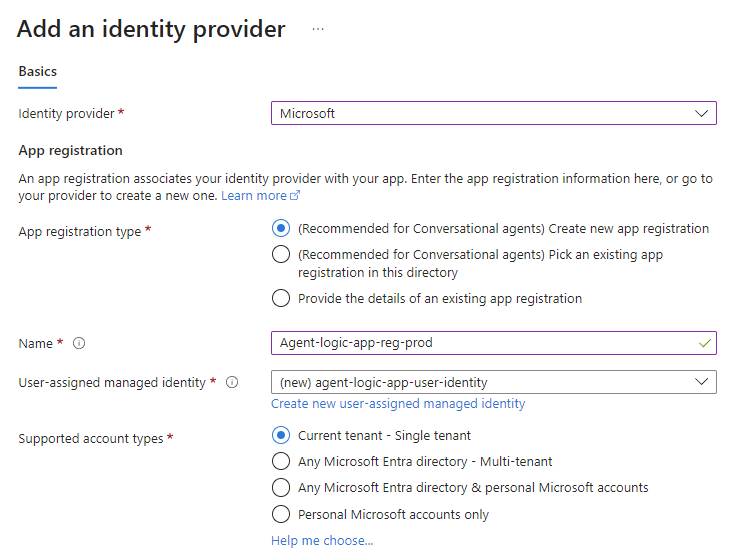 Add an identity provider ...
Basics
Identity provider * Microsoft
App registration
An app registration associates your identity provider with your app. Enter the app registration information here, or go to
your provider to create a new one. Learn more
App registration type * (Recommended for Conversational agents) Create new app registration
(Recommended for Conversational agents) Pick an existing app
registration in this directory
Provide the details of an existing app registration
Name * Agent-logic-app-reg-prod
User-assigned managed identity * (new) agent-logic-app-user-identity
Create new user-assigned managed identity
Supported account types * Current tenant - Single tenant
Any Microsoft Entra directory - Multi-tenant
Any Microsoft Entra directory & personal Microsoft accounts
Personal Microsoft accounts only
Help me choose...